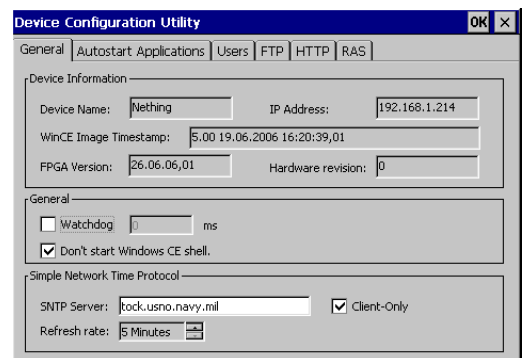 Device Configuration Utility OK ×
General Autostart Applications Users FTP HTTP RAS
Device Information
Device Name: Nething IP Address: 192.168.1.214
WinCE Image Timestamp: 5.00 19.06.2006 16:20:39,01
FPGA Version: 26.06.06,01 Hardware revision: 0
General
Watchdog 0 ms
Don't start Windows CE shell.
Simple Network Time Protocol
SNTP Server: tock.usno.navy.mil Client-Only
Refresh rate: 5 Minutes